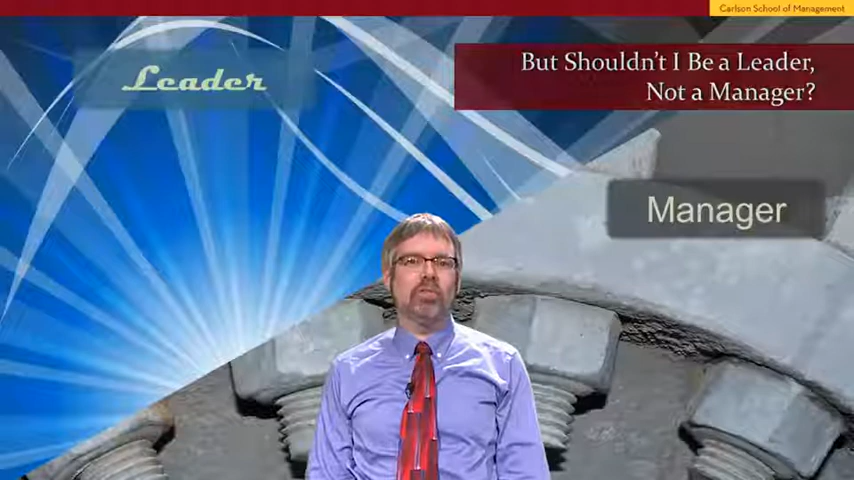 Carlson School of Management
But Shouldn't I Be a Leader,
Not a Manager?
Leader
Manager